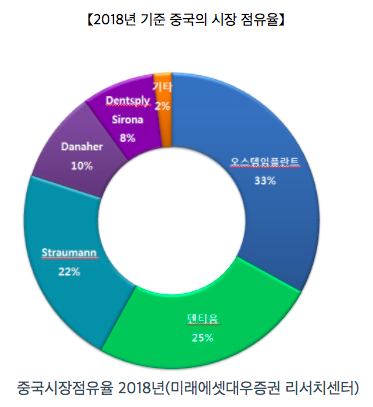 【2018년 기준 중국의 시장 점유율】
기타
2%
Dentsply
Sirona
8%
Danaher
10%
오스템임플란트
33%
Straumann
22%
덴티움
25%
중국시장점유율 2018년(미래에셋대우증권 리서치센터)